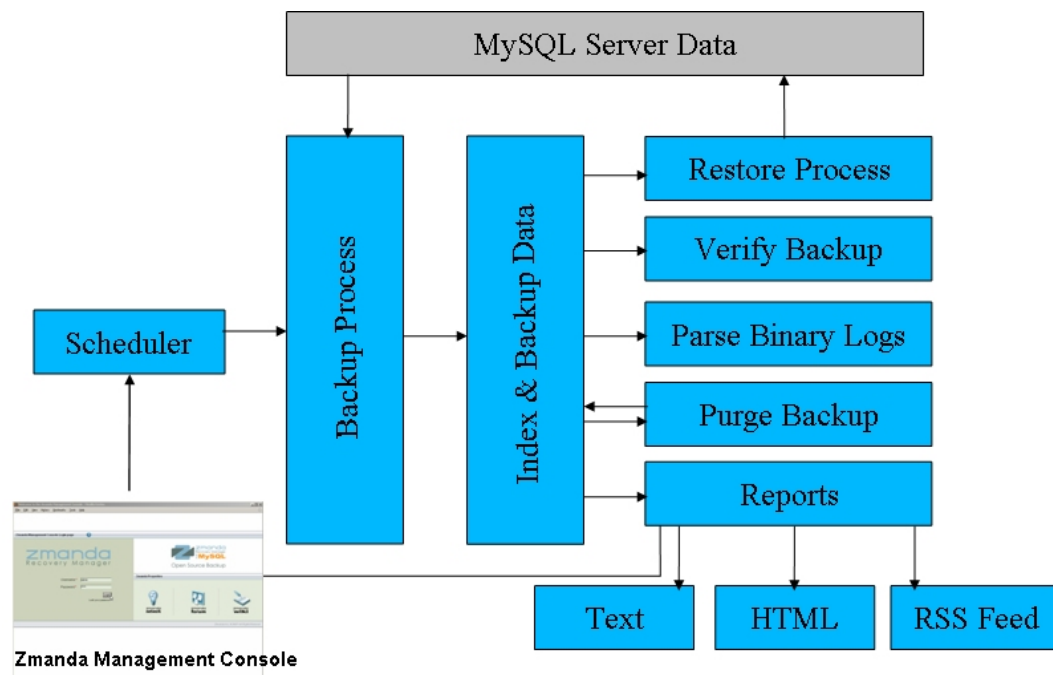 MySQL Server Data
Backup Process
Index & Backup Data
Restore Process
Verify Backup
Parse Binary Logs
Purge Backup
Reports
Scheduler
Text
HTML
RSS Feed
zmanda
Recovery Manager
zmanda
MySQL
Open Source Backup
Zmanda Management Console